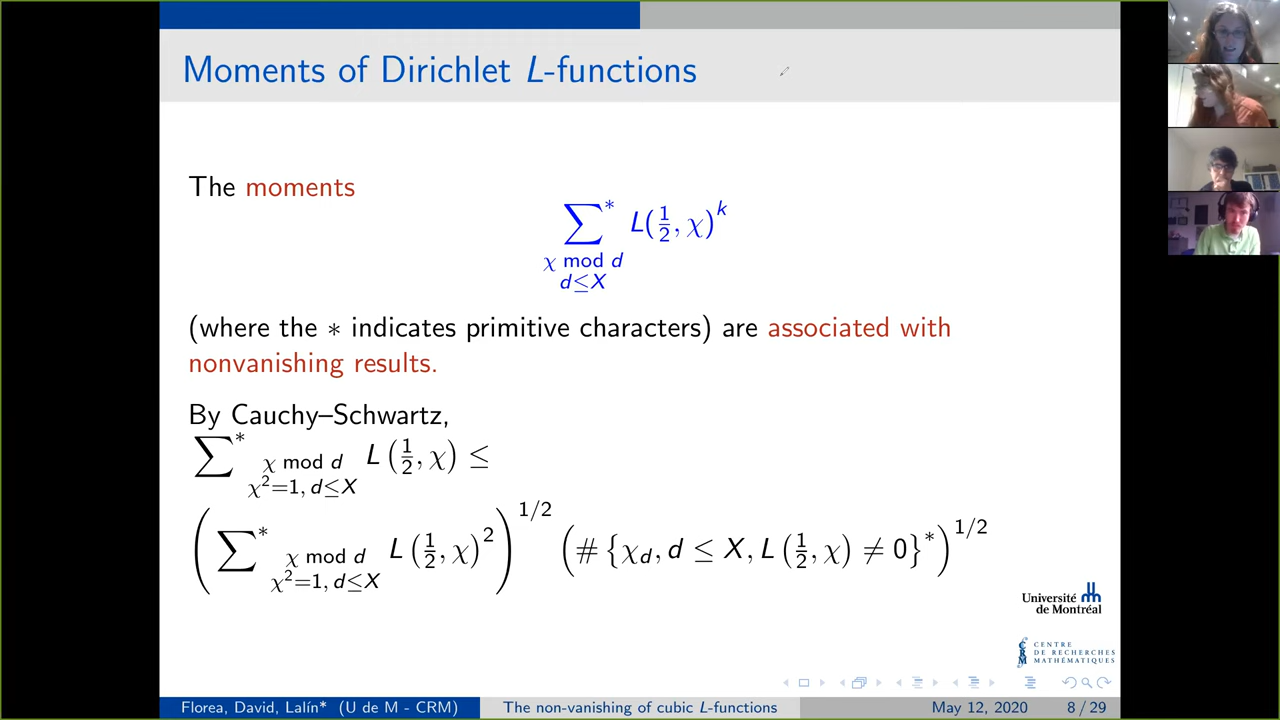 Moments of Dirichlet L-functions
The moments
∑* L(1/2, χ)^k
χ mod d
d≤X
(where the * indicates primitive characters) are associated with
nonvanishing results.
By Cauchy–Schwartz,
∑* L(1/2, χ) ≤
χ mod d
χ²=1, d≤X
(∑* L(1/2, χ)²)^1/2 (# {χ_d, d ≤ X, L(1/2, χ) ≠ 0}*)^1/2
χ mod d
χ²=1, d≤X
Université
de Montréal
CRM
CENTRE
DE RECHERCHES
MATHÉMATIQUES
Florea, David, Lalín* (U de M - CRM) The non-vanishing of cubic L-functions May 12, 2020 8 / 29